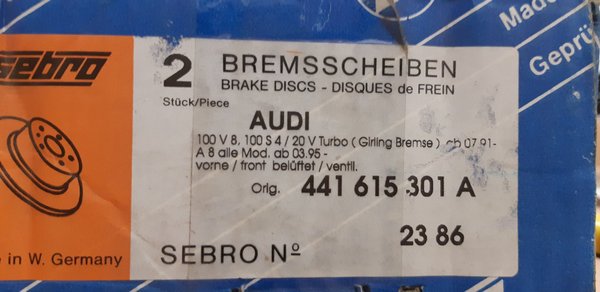 sebro
2 BREMSSCHEIBEN
Stück/Piece
BRAKE DISCS - DISQUES de FREIN
AUDI
100 V 8, 100 S 4 / 20 V Turbo ( Girling Bremse ) ab 07.91-
A 8 alle Mod. ab 03.95 -
vorne / front belüftet / ventil.
Orig. 441 615 301 A
SEBRO Nº 23 86
in W. Germany
Made
Geprü